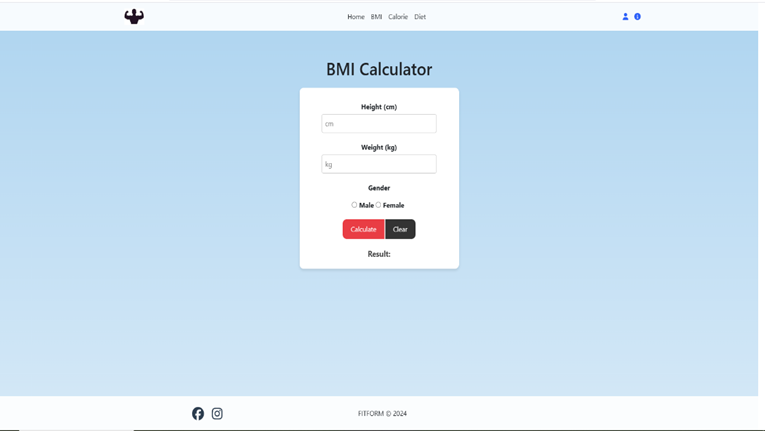 Home BMI Calorie Diet
BMI Calculator
Height (cm)
cm
Weight (kg)
kg
Gender
Male Female
Calculate Clear
Result:
FITFORM © 2024